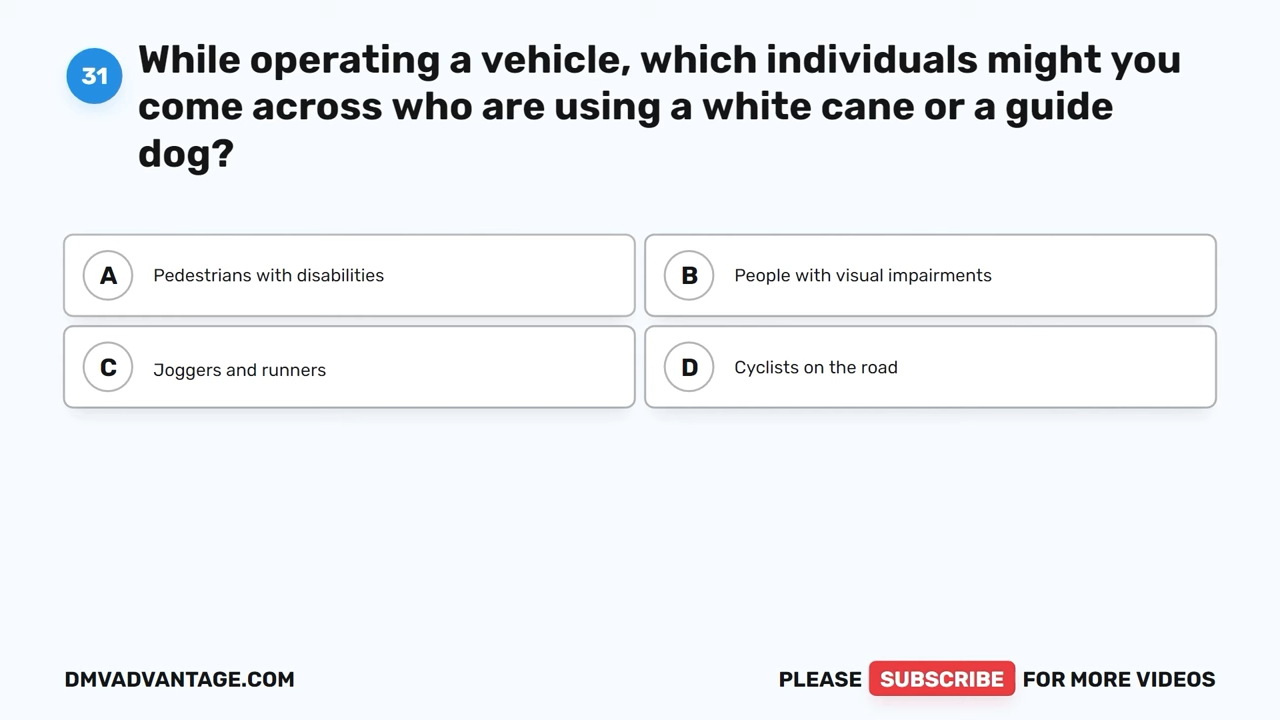 31
While operating a vehicle, which individuals might you
come across who are using a white cane or a guide
dog?
A Pedestrians with disabilities
B People with visual impairments
C Joggers and runners
D Cyclists on the road
DMVADVANTAGE.COM
PLEASE SUBSCRIBE FOR MORE VIDEOS